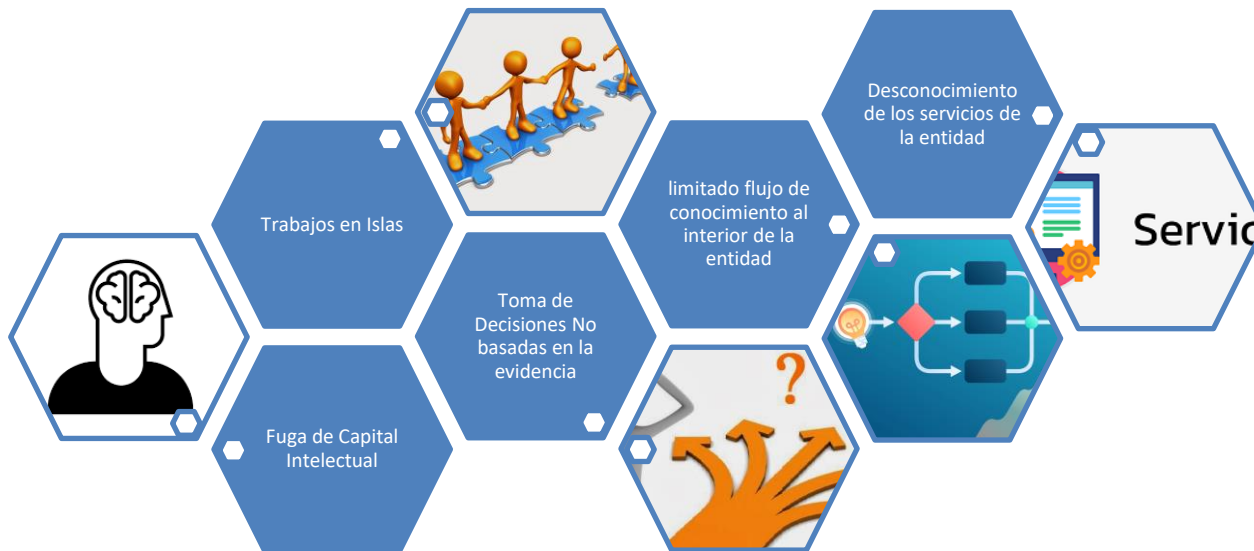 Desconocimiento
de los servicios de
la entidad
Trabajos en Islas
limitado flujo de
conocimiento al
interior de la
entidad
Servic
Toma de
Decisiones No
basadas en la
evidencia
?
Fuga de Capital
Intelectual